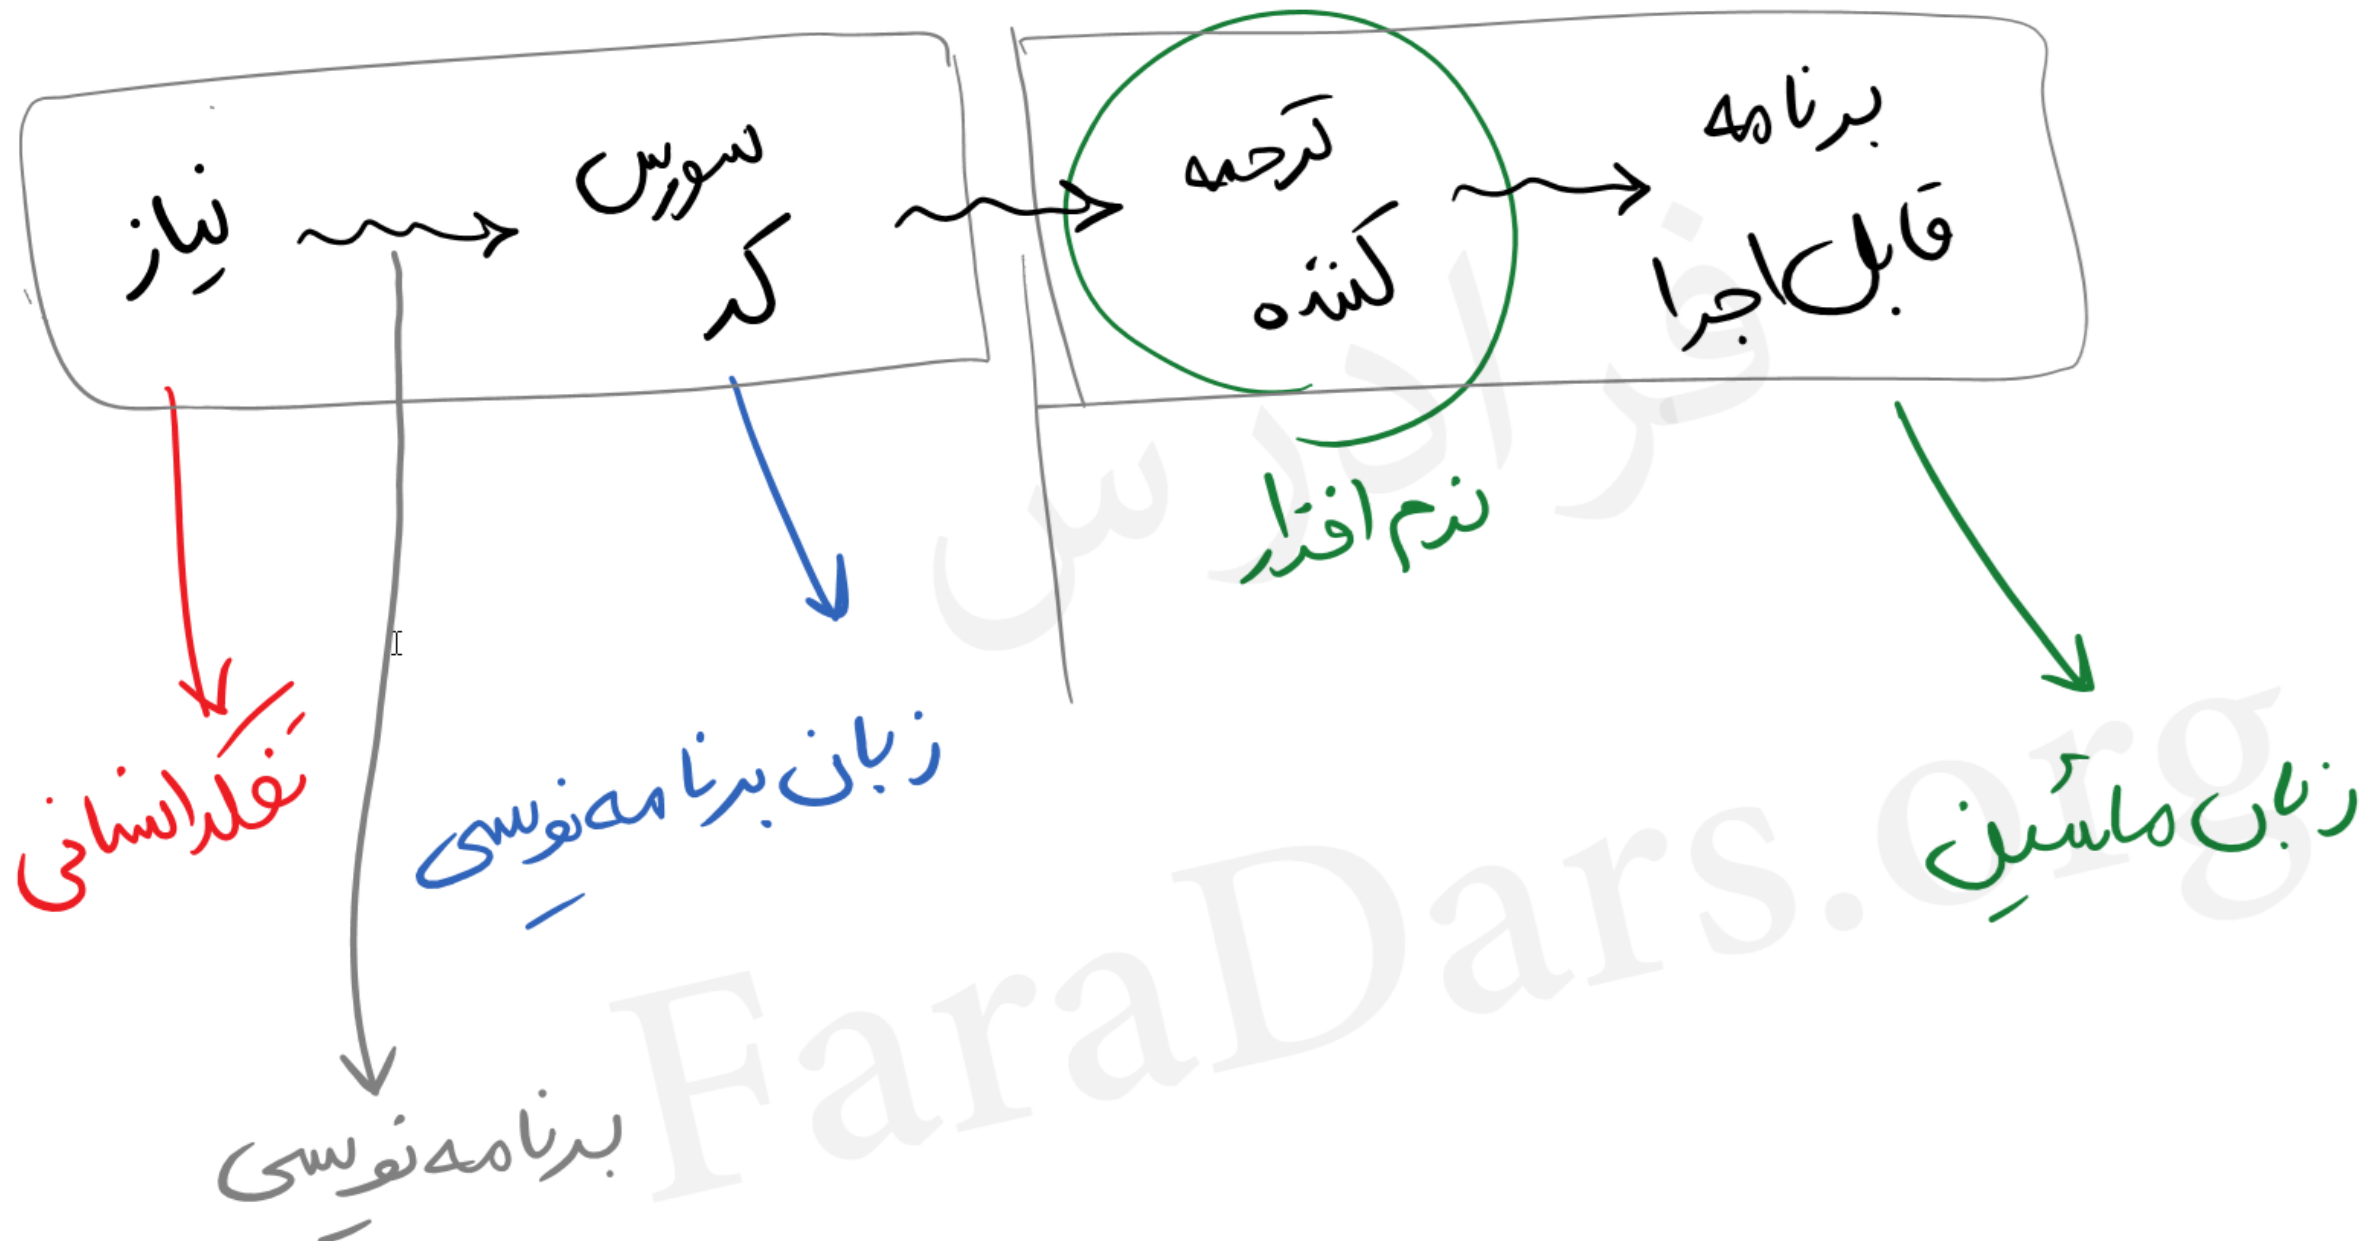 نیاز
سورس
کد
ترجمه
کننده
برنامه
قابل اجرا
نرم افزار
تفکر انسانی
زبان برنامه نویسی
زبان ماشین
برنامه نویسی
فرادرس
FaraDars.org